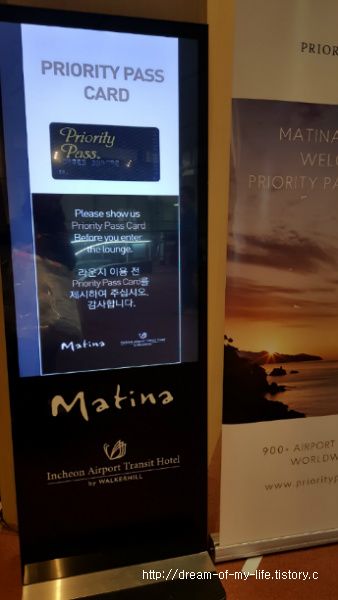 PRIORITY PASS
CARD
Priority
Pass.
Please show us
Priority Pass Card
Before you enter
the lounge.
라운지 이용 전
Priority Pass Card를
제시하여 주십시오.
감사합니다.
Matina
Matina
Incheon Airport Transit Hotel
by WALKERHILL
PRIOR
MATINA
WEL
PRIORITY PA
900+ AIRPORT
WORLDW
www.priorityp
http://dream-of-my-life.tistory.c